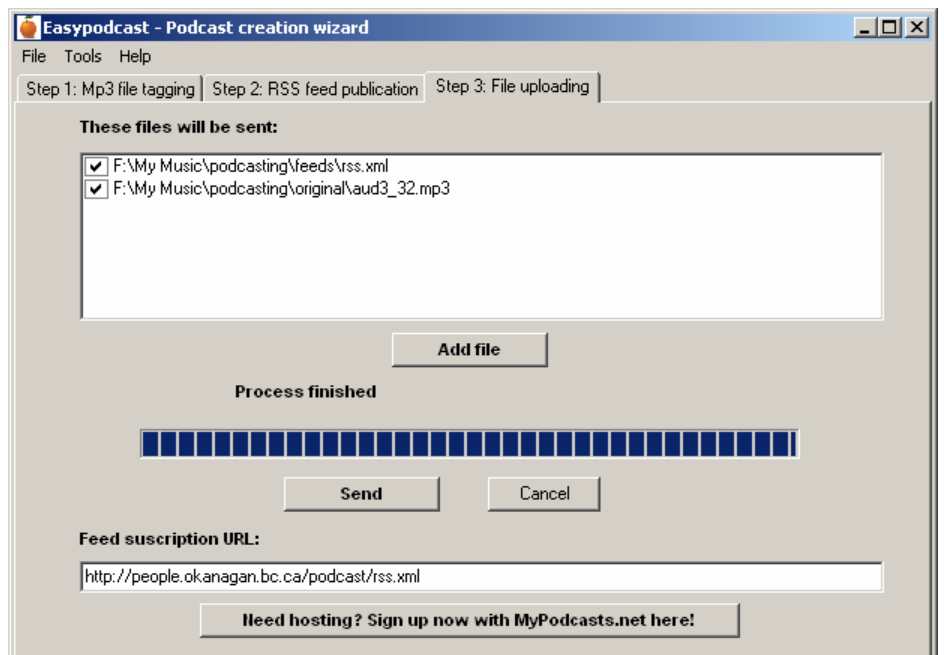 Easypodcast - Podcast creation wizard
File Tools Help
Step 1: Mp3 file tagging Step 2: RSS feed publication Step 3: File uploading
These files will be sent:
F:\My Music\podcasting\feeds\rss.xml
F:\My Music\podcasting\original\aud3_32.mp3
Add file
Process finished
Send Cancel
Feed suscription URL:
http://people.okanagan.bc.ca/podcast/rss.xml
Need hosting? Sign up now with MyPodcasts.net here!